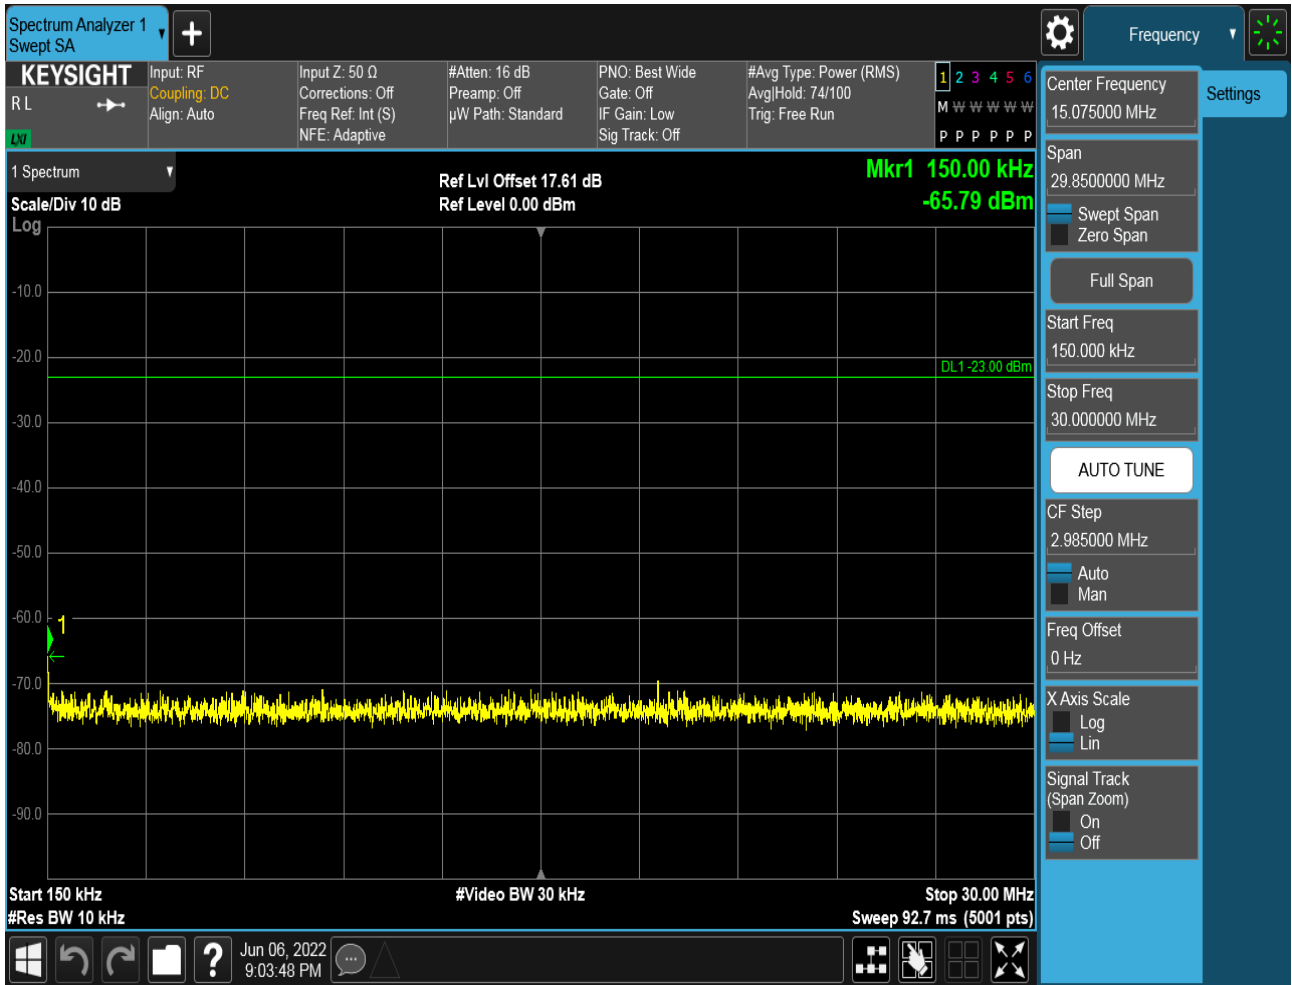 Spectrum Analyzer 1
Swept SA
Frequency
KEYSIGHT
R L
LXI
Input: RF
Coupling: DC
Align: Auto
Input Z: 50 Ω
Corrections: Off
Freq Ref: Int (S)
NFE: Adaptive
#Atten: 16 dB
Preamp: Off
µW Path: Standard
PNO: Best Wide
Gate: Off
IF Gain: Low
Sig Track: Off
#Avg Type: Power (RMS)
Avg|Hold: 74/100
Trig: Free Run
1 2 3 4 5 6
M W W W W W
P P P P P P
1 Spectrum
Scale/Div 10 dB
Log
Ref Lvl Offset 17.61 dB
Ref Level 0.00 dBm
Mkr1 150.00 kHz
-65.79 dBm
-10.0
-20.0
DL1 -23.00 dBm
-30.0
-40.0
-50.0
-60.0
1
-70.0
-80.0
-90.0
Start 150 kHz
#Video BW 30 kHz
Stop 30.00 MHz
#Res BW 10 kHz
Sweep 92.7 ms (5001 pts)
Center Frequency
15.075000 MHz
Span
29.8500000 MHz
Swept Span
Zero Span
Full Span
Start Freq
150.000 kHz
Stop Freq
30.000000 MHz
AUTO TUNE
CF Step
2.985000 MHz
Auto
Man
Freq Offset
0 Hz
X Axis Scale
Log
Lin
Signal Track
(Span Zoom)
On
Off
Settings
?
Jun 06, 2022
9:03:48 PM